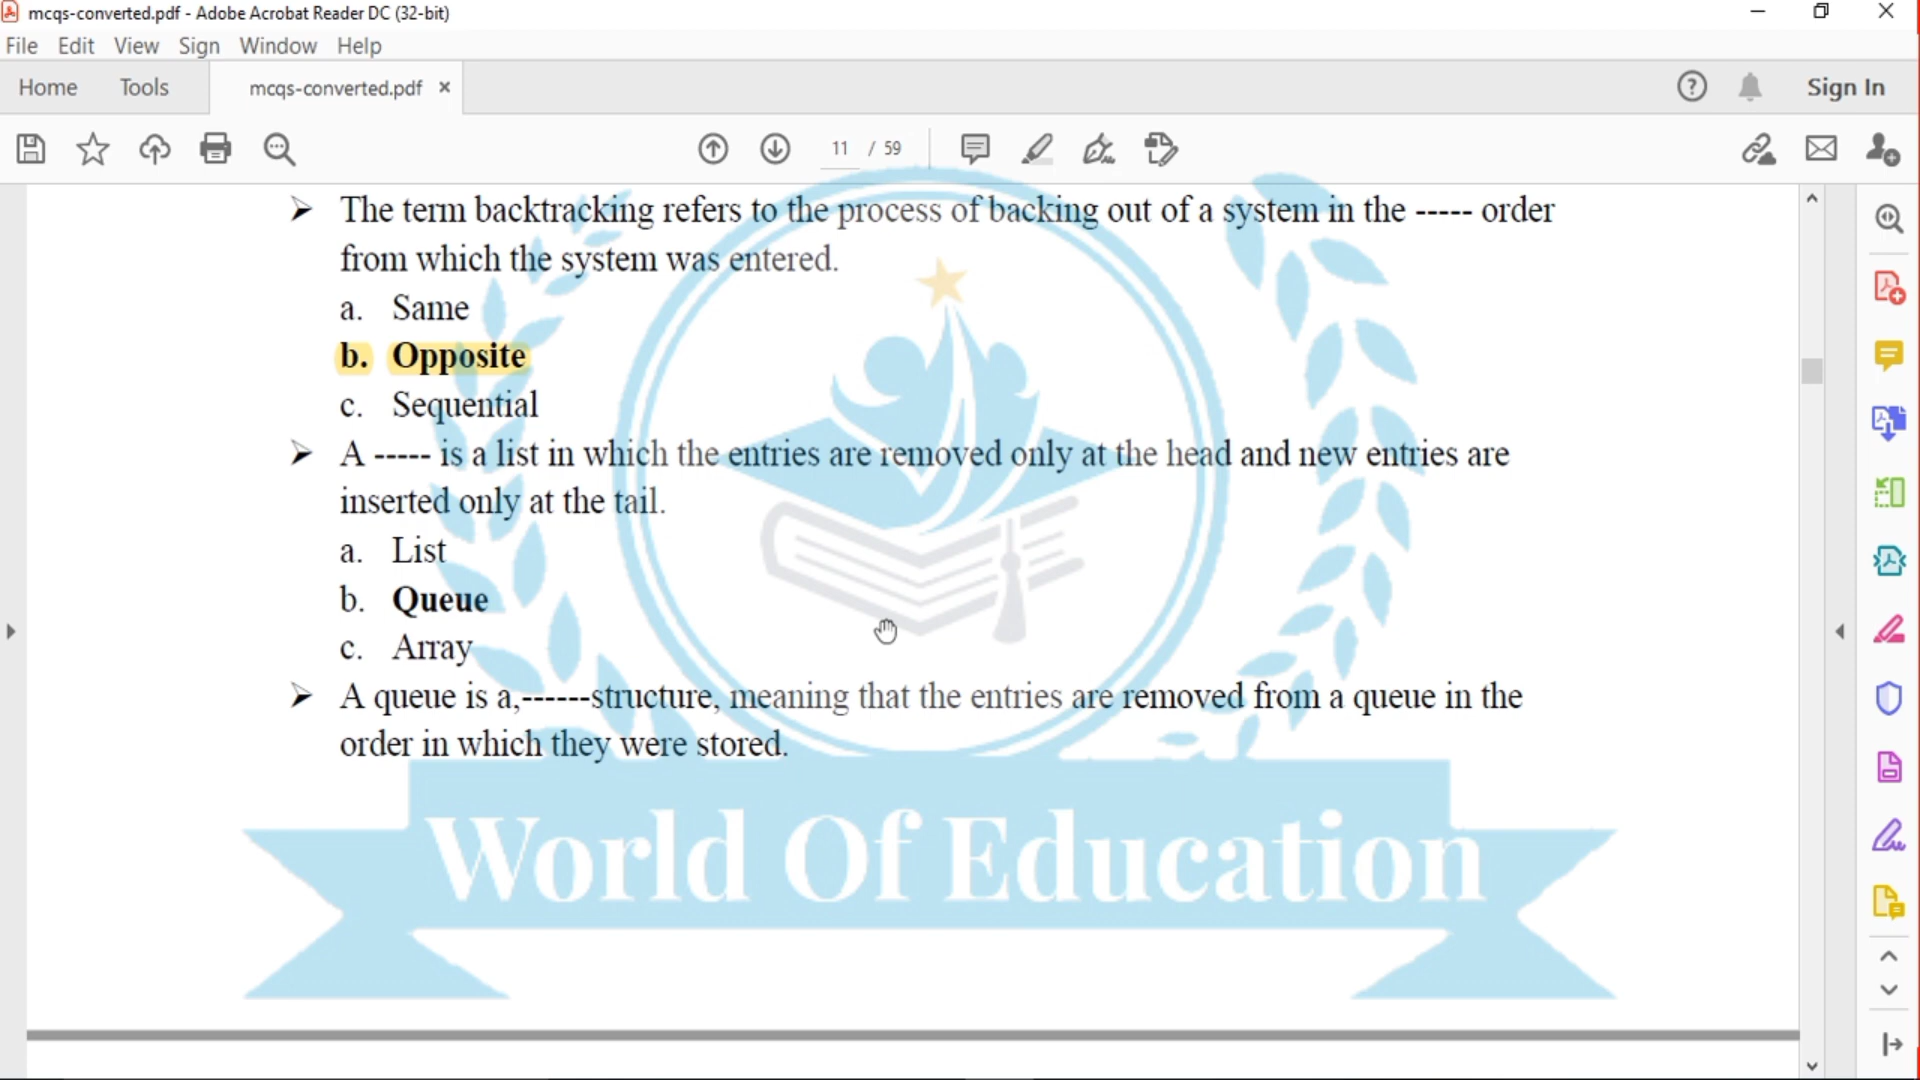 mcqs-converted.pdf - Adobe Acrobat Reader DC (32-bit)
File Edit View Sign Window Help
Home Tools mcqs-converted.pdf × Sign In
11 / 59
➢ The term backtracking refers to the process of backing out of a system in the ----- order
from which the system was entered.
a. Same
b. Opposite
c. Sequential
➢ A ----- is a list in which the entries are removed only at the head and new entries are
inserted only at the tail.
a. List
b. Queue
c. Array
➢ A queue is a,------structure, meaning that the entries are removed from a queue in the
order in which they were stored.
World Of Education